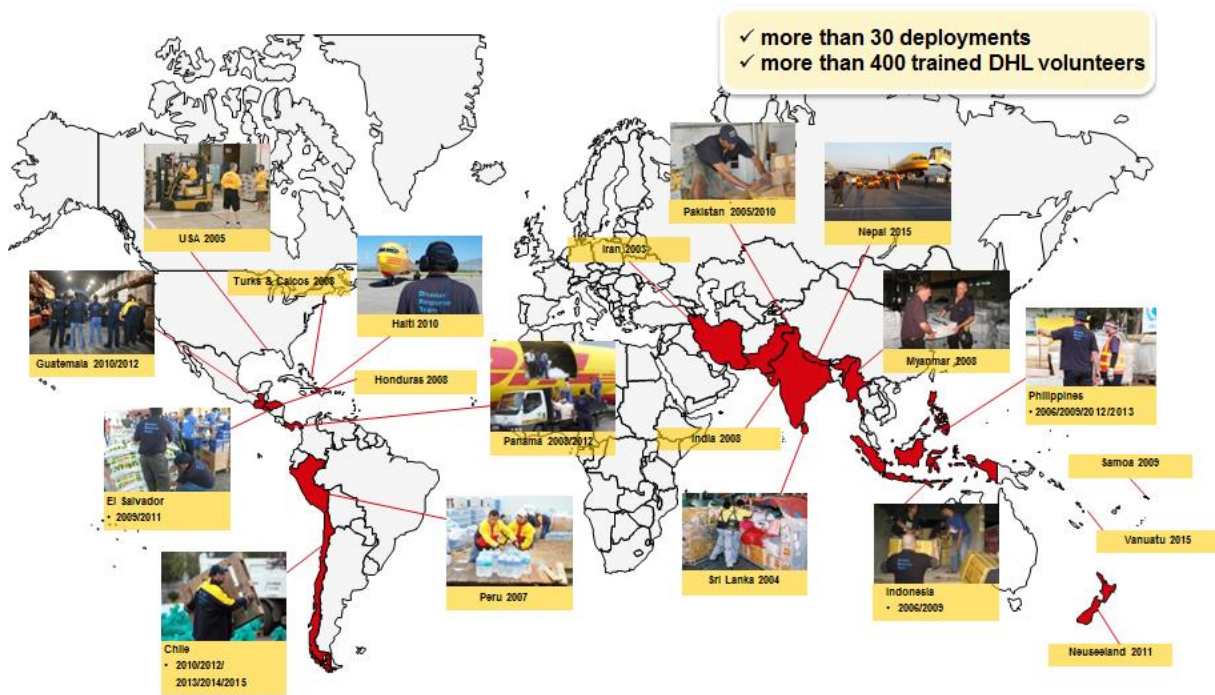 ✓ more than 30 deployments
✓ more than 400 trained DHL volunteers
USA 2005
Pakistan 2005/2010
Nepal 2015
Iran 2003
Turks & Caicos 2008
Disaster
Response
Team
Haiti 2010
Guatemala 2010/2012
Honduras 2008
Myanmar 2008
Philippines
• 2006/2009/2012/2013
Panama 2008/2012
India 2008
Samoa 2009
El Salvador
• 2009/2011
Vanuatu 2015
Peru 2007
Sri Lanka 2004
Indonesia
• 2006/2009
Chile
• 2010/2012/
2013/2014/2015
Neuseeland 2011